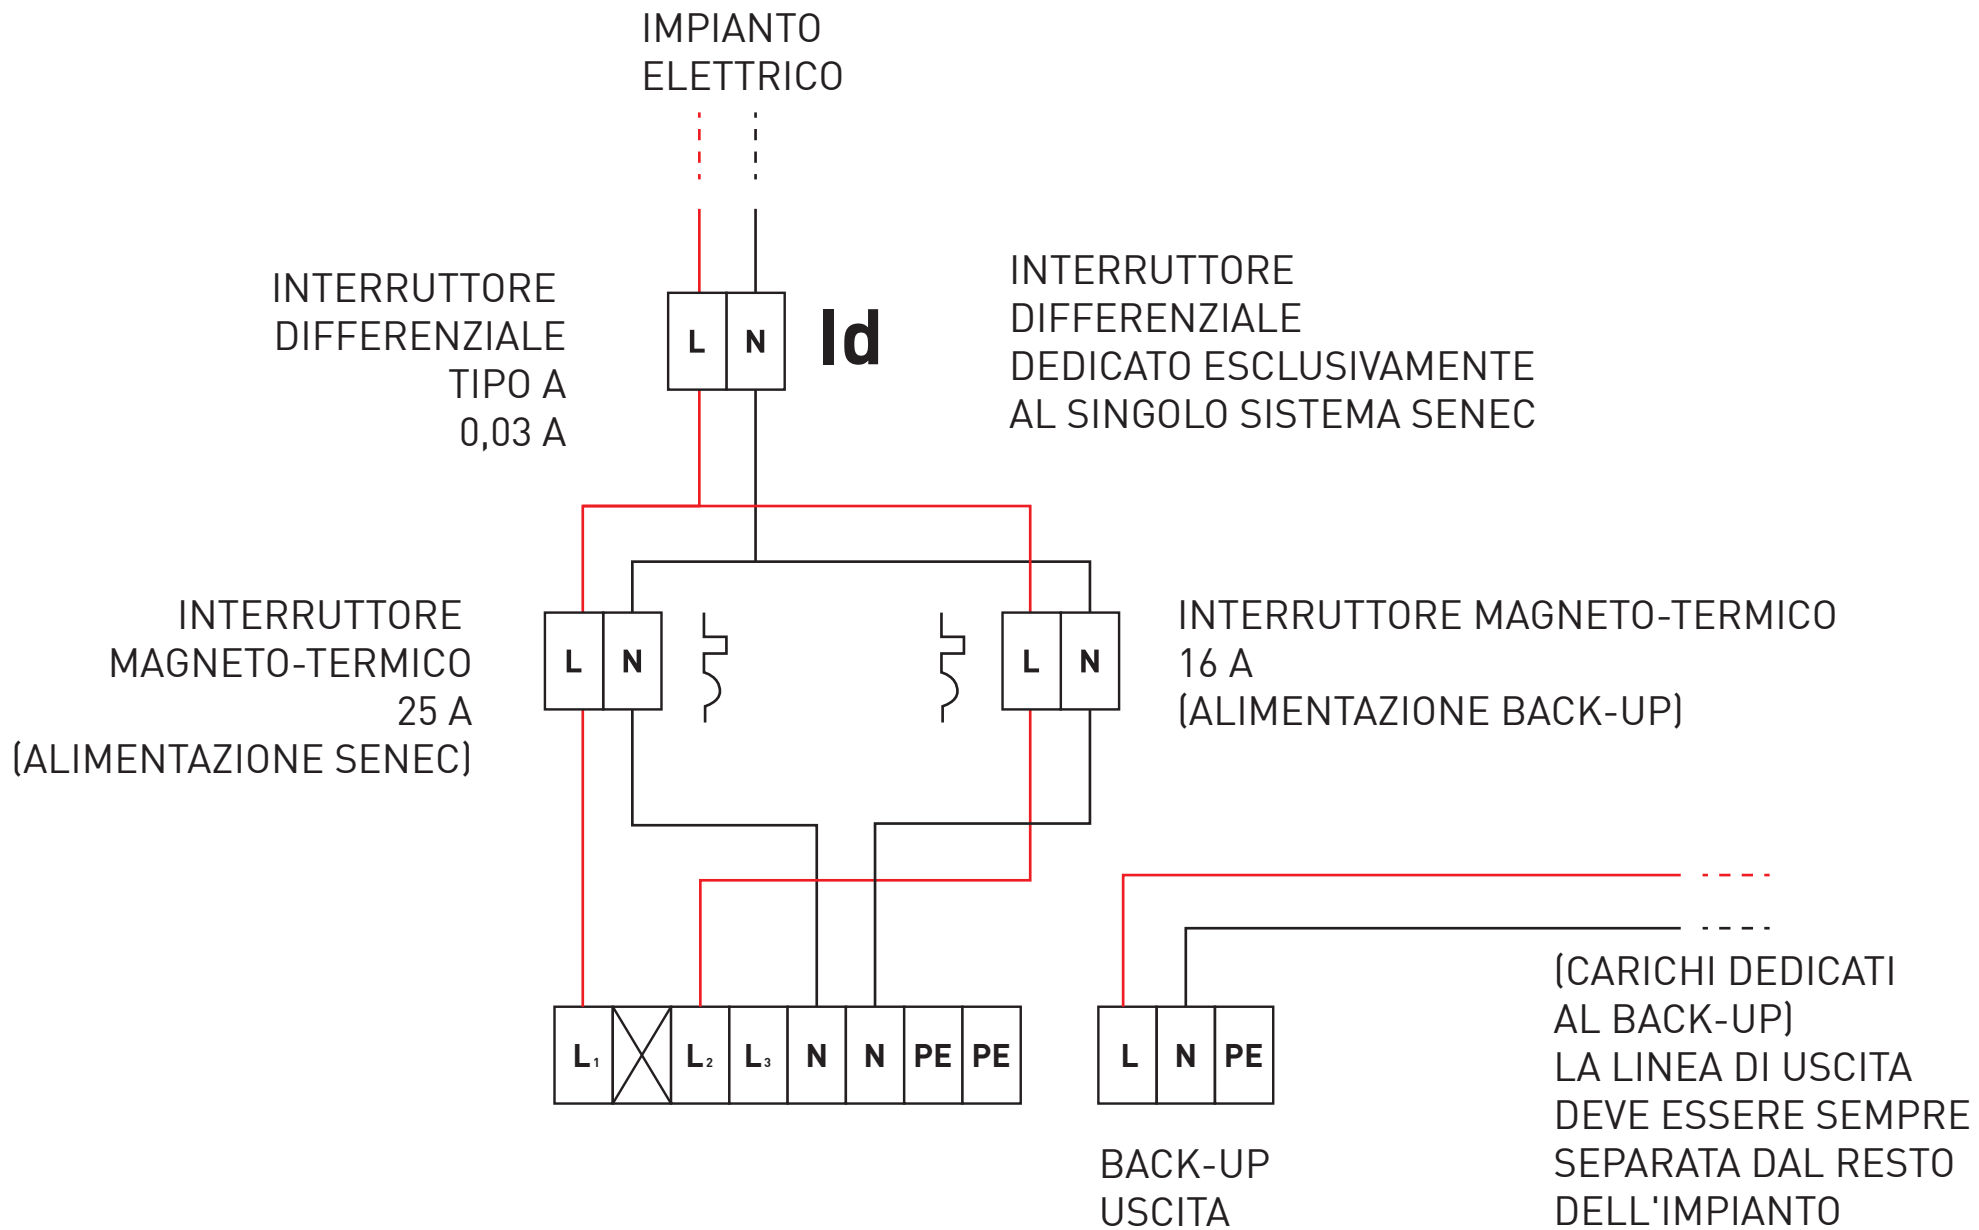 IMPIANTO
ELETTRICO
INTERRUTTORE
DIFFERENZIALE
TIPO A
0,03 A
L N
Id
INTERRUTTORE
DIFFERENZIALE
DEDICATO ESCLUSIVAMENTE
AL SINGOLO SISTEMA SENEC
INTERRUTTORE
MAGNETO-TERMICO
25 A
(ALIMENTAZIONE SENEC)
L N
L N
INTERRUTTORE MAGNETO-TERMICO
16 A
(ALIMENTAZIONE BACK-UP)
L1 L2 L3 N N PE PE
L N PE
BACK-UP
USCITA
(CARICHI DEDICATI
AL BACK-UP)
LA LINEA DI USCITA
DEVE ESSERE SEMPRE
SEPARATA DAL RESTO
DELL'IMPIANTO